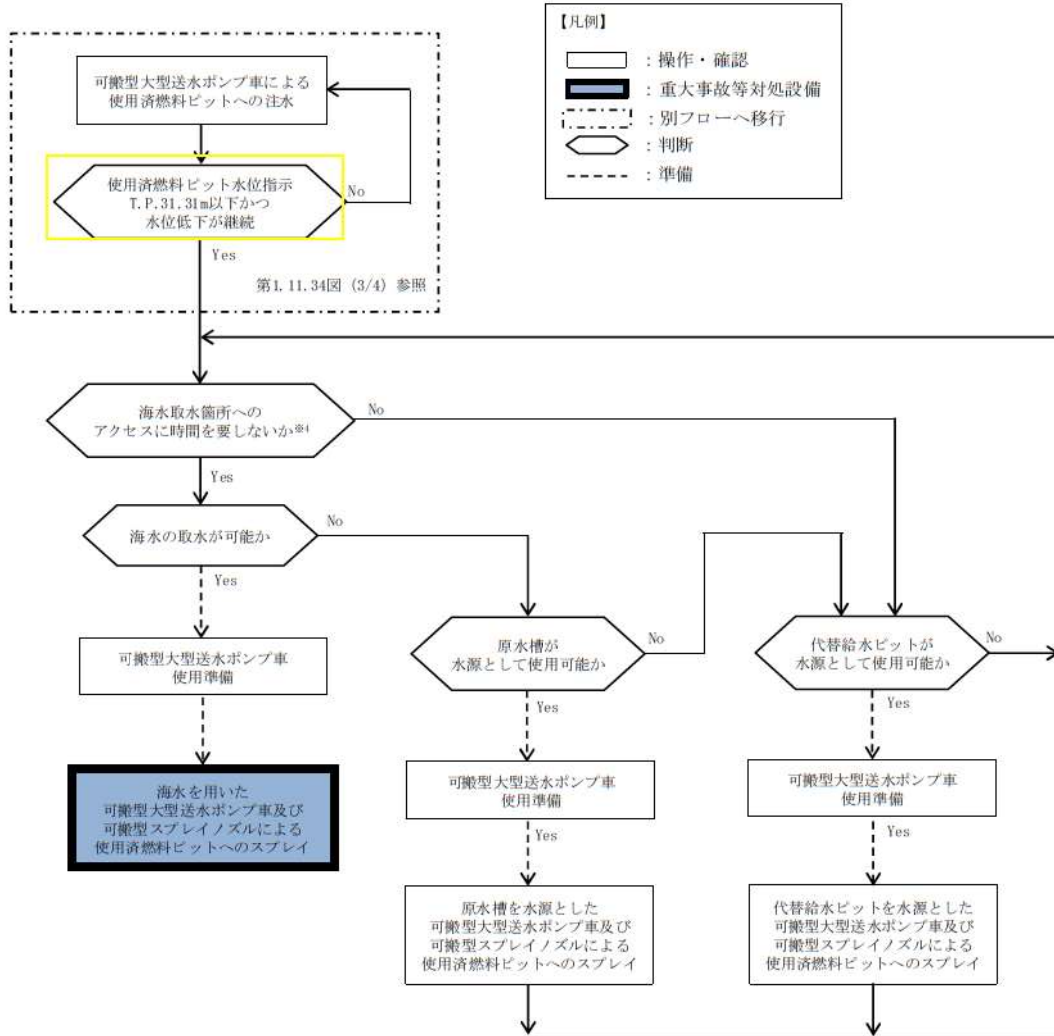 【凡例】
：操作・確認
：重大事故等対処設備
：別フローへ移行
：判断
：準備
可搬型大型送水ポンプ車による
使用済燃料ピットへの注水
使用済燃料ピット水位指示
T.P.31.31m以下かつ
水位低下が継続
No
Yes
第1.11.34図（3/4）参照
海水取水箇所への
アクセスに時間を要しないか※4
No
Yes
海水の取水が可能か
No
Yes
可搬型大型送水ポンプ車
使用準備
海水を用いた
可搬型大型送水ポンプ車及び
可搬型スプレイノズルによる
使用済燃料ピットへのスプレイ
原水槽が
水源として使用可能か
No
Yes
可搬型大型送水ポンプ車
使用準備
Yes
原水槽を水源とした
可搬型大型送水ポンプ車及び
可搬型スプレイノズルによる
使用済燃料ピットへのスプレイ
代替給水ピットが
水源として使用可能か
No
Yes
可搬型大型送水ポンプ車
使用準備
Yes
代替給水ピットを水源とした
可搬型大型送水ポンプ車及び
可搬型スプレイノズルによる
使用済燃料ピットへのスプレイ